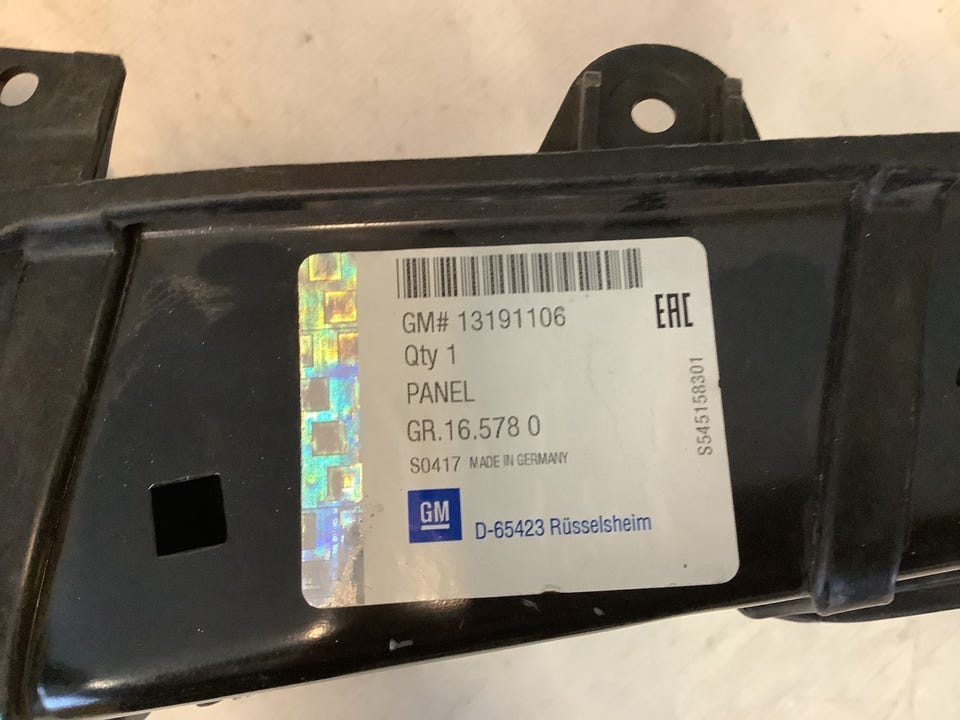 GM# 13191106
EAC
Qty 1
PANEL
GR.16.578 0
S0417 MADE IN GERMANY
GM
D-65423 Rüsselsheim
S545158301